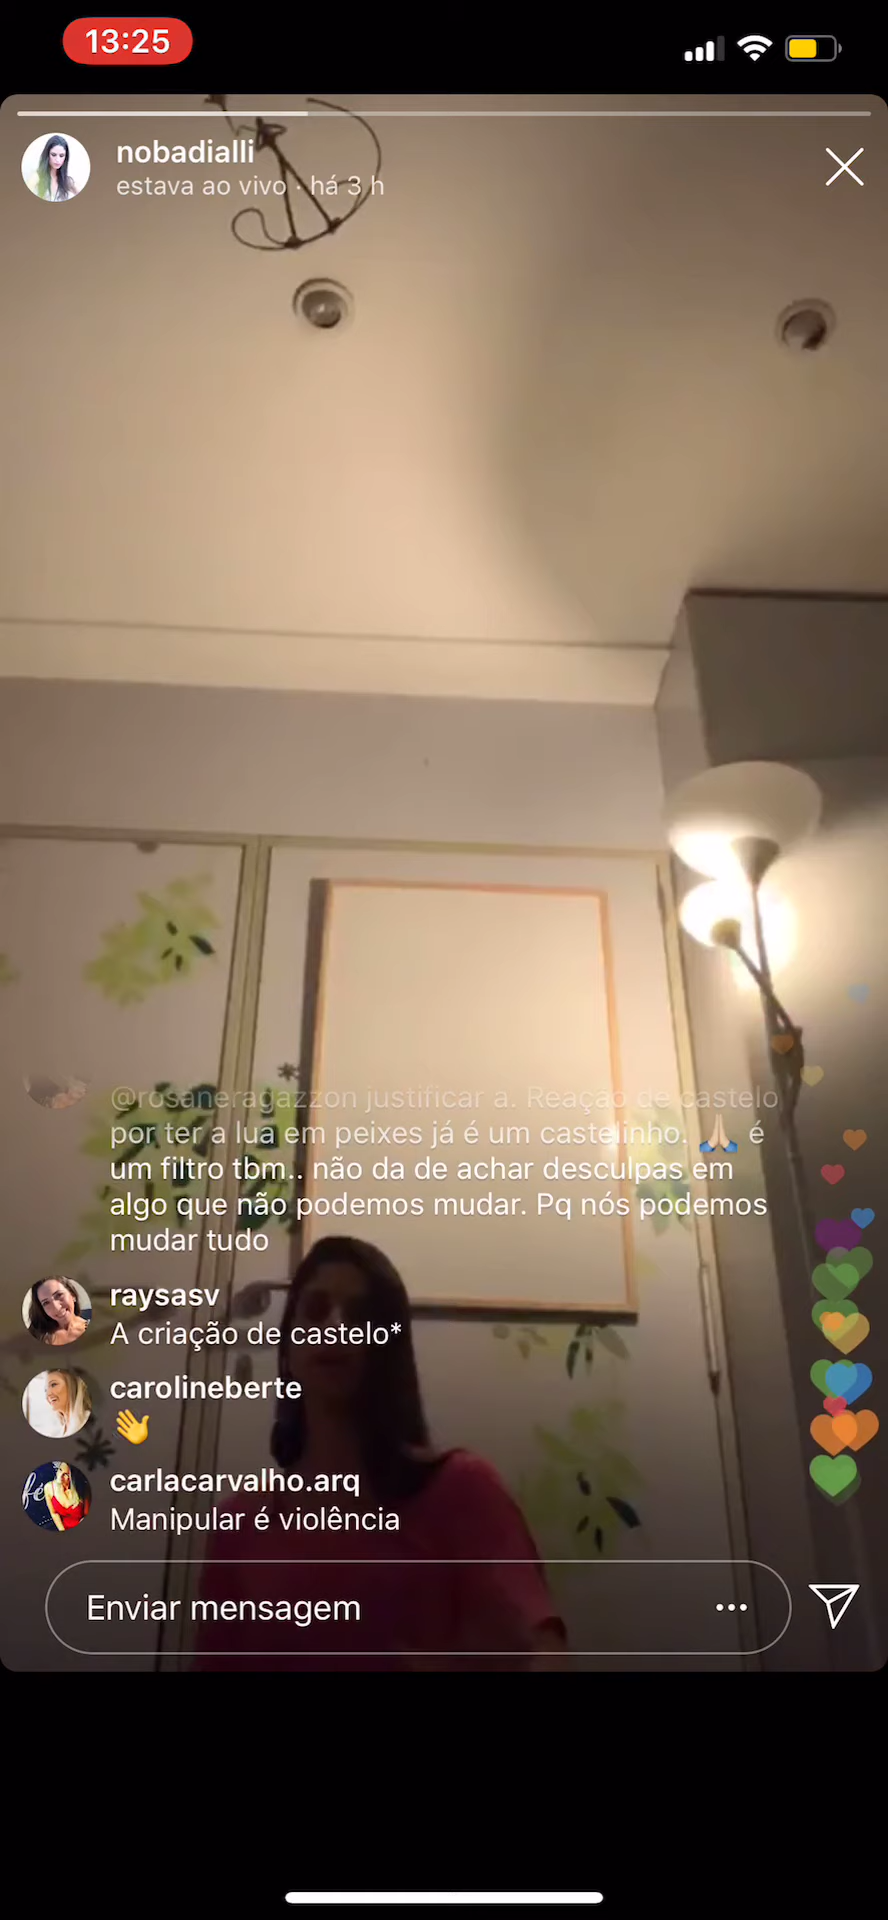 13:25
nobadialli
estava ao vivo · há 3 h
@rosaneragazzon justificar a. Reação de castelo
por ter a lua em peixes já é um castelinho. 🙏🏻 é
um filtro tbm.. não da de achar desculpas em
algo que não podemos mudar. Pq nós podemos
mudar tudo
raysasv
A criação de castelo*
carolineberte
👋
fé
carlacarvalho.arq
Manipular é violência
Enviar mensagem